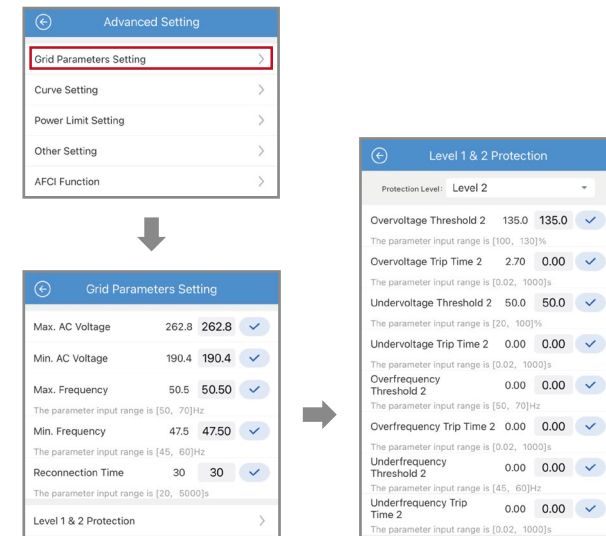 Advanced Setting
Grid Parameters Setting
Curve Setting
Power Limit Setting
Other Setting
AFCI Function
Grid Parameters Setting
Max. AC Voltage 262.8 262.8
Min. AC Voltage 190.4 190.4
Max. Frequency 50.5 50.50
The parameter input range is [50, 70]Hz
Min. Frequency 47.5 47.50
The parameter input range is [45, 60]Hz
Reconnection Time 30 30
The parameter input range is [20, 5000]s
Level 1 & 2 Protection
Level 1 & 2 Protection
Protection Level: Level 2
Overvoltage Threshold 2 135.0 135.0
The parameter input range is [100, 130]%
Overvoltage Trip Time 2 2.70 0.00
The parameter input range is [0.02, 1000]s
Undervoltage Threshold 2 50.0 50.0
The parameter input range is [20, 100]%
Undervoltage Trip Time 2 0.00 0.00
The parameter input range is [0.02, 1000]s
Overfrequency
Threshold 2 0.00 0.00
The parameter input range is [50, 70]Hz
Overfrequency Trip Time 2 0.00 0.00
The parameter input range is [0.02, 1000]s
Underfrequency
Threshold 2 0.00 0.00
The parameter input range is [45, 60]Hz
Underfrequency Trip
Time 2 0.00 0.00
The parameter input range is [0.02, 1000]s